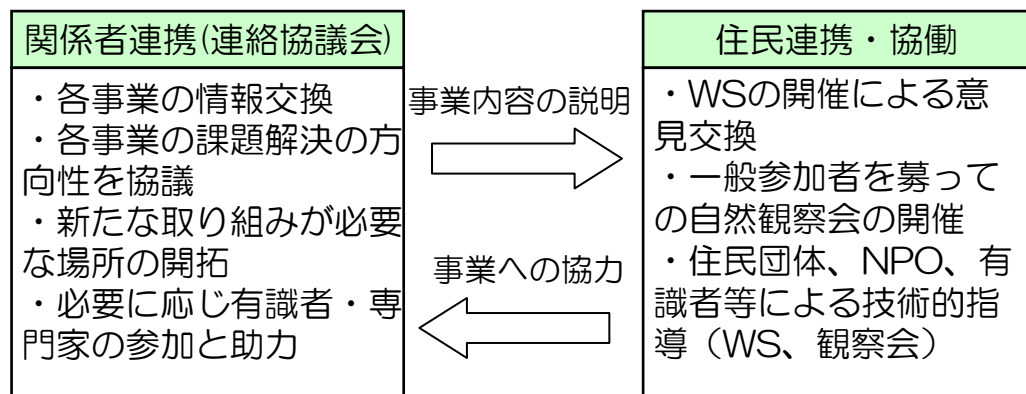 関係者連携(連絡協議会)
・各事業の情報交換
・各事業の課題解決の方
向性を協議
・新たな取り組みが必要
な場所の開拓
・必要に応じ有識者・専
門家の参加と助力
事業内容の説明
事業への協力
住民連携・協働
・WSの開催による意
見交換
・一般参加者を募って
の自然観察会の開催
・住民団体、NPO、有
識者等による技術的指
導（WS、観察会）